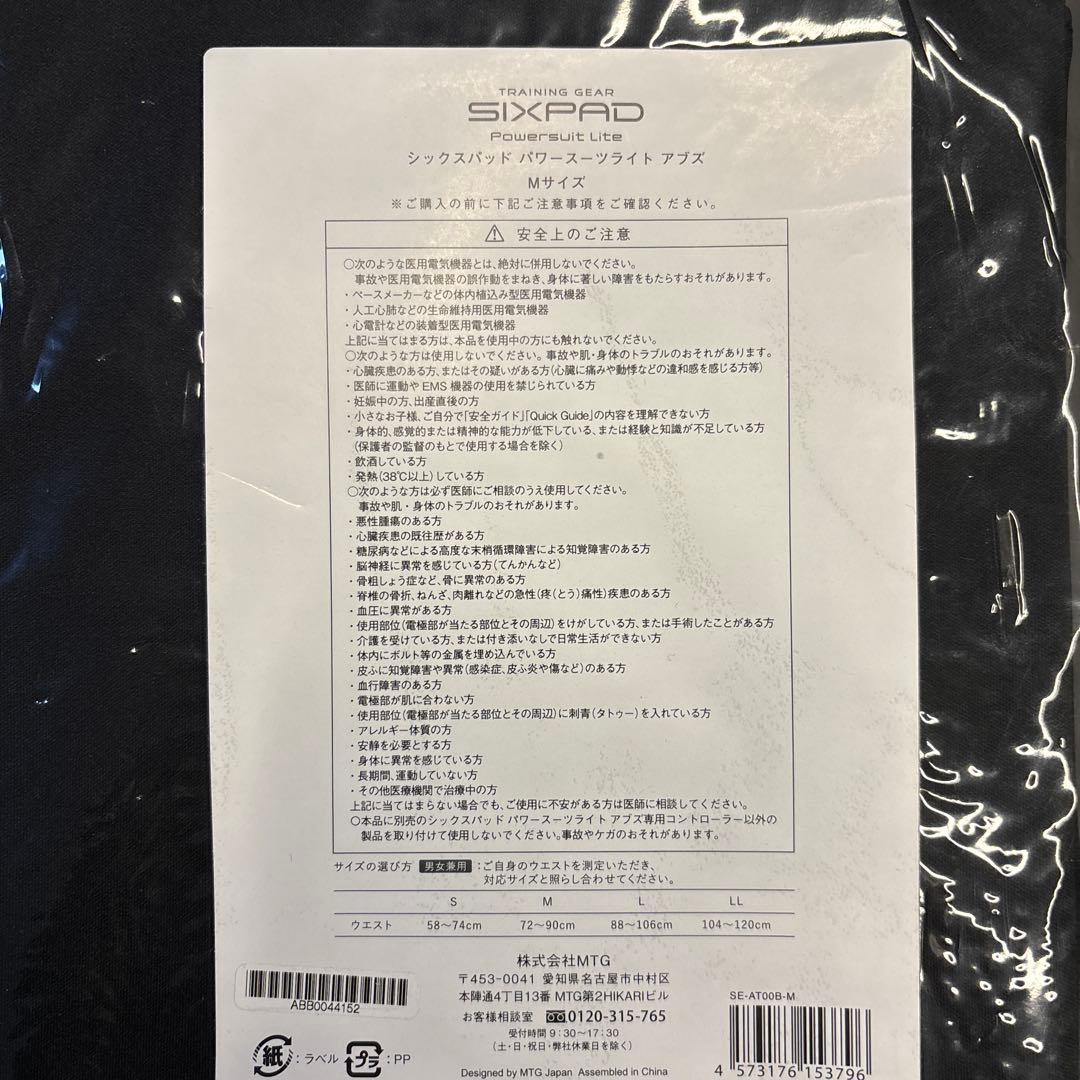 TRAINING GEAR
SIXPAD
Powersuit Lite
シックスパッド パワースーツライト アブズ
Mサイズ
※ご購入の前に下記ご注意事項をご確認ください。
⚠ 安全上のご注意
○次のような医用電気機器とは、絶対に併用しないでください。
事故や医用電気機器の誤作動をまねき、身体に著しい障害をもたらすおそれがあります。
・ペースメーカーなどの体内植込み型医用電気機器
・人工心肺などの生命維持用医用電気機器
・心電計などの装着型医用電気機器
上記に当てはまる方は、本品を使用中の方にも触れないでください。
○次のような方は使用しないでください。事故や肌・身体のトラブルのおそれがあります。
・心臓疾患のある方、またはその疑いがある方(心臓に痛みや動悸などの違和感を感じる方等)
・医師に運動や EMS 機器の使用を禁じられている方
・妊娠中の方、出産直後の方
・小さなお子様、ご自分で「安全ガイド」「Quick Guide」の内容を理解できない方
・身体的、感覚的または精神的な能力が低下している、または経験と知識が不足している方
(保護者の監督のもとで使用する場合を除く)
・飲酒している方
・発熱(38℃以上)している方
○次のような方は必ず医師にご相談のうえ使用してください。
事故や肌・身体のトラブルのおそれがあります。
・悪性腫瘍のある方
・心臓疾患の既往歴がある方
・糖尿病などによる高度な末梢循環障害による知覚障害のある方
・脳神経に異常を感じている方(てんかんなど)
・骨粗しょう症など、骨に異常のある方
・脊椎の骨折、ねんざ、肉離れなどの急性(疼(とう)痛性)疾患のある方
・血圧に異常がある方
・使用部位(電極部が当たる部位とその周辺)をけがしている方、または手術したことがある方
・介護を受けている方、または付き添いなしで日常生活ができない方
・体内にボルト等の金属を埋め込んでいる方
・皮ふに知覚障害や異常(感染症、皮ふ炎や傷など)のある方
・血行障害のある方
・電極部が肌に合わない方
・使用部位(電極部が当たる部位とその周辺)に刺青(タトゥー)を入れている方
・アレルギー体質の方
・安静を必要とする方
・身体に異常を感じている方
・長期間、運動していない方
・その他医療機関で治療中の方
上記に当てはまらない場合でも、ご使用に不安がある方は医師に相談してください。
○本品に別売のシックスパッド パワースーツライト アブズ専用コントローラー以外の
製品を取り付けて使用しないでください。事故やケガのおそれがあります。
サイズの選び方 男女兼用 :ご自身のウエストを測定いただき、
対応サイズと照らし合わせてください。
S M L LL
ウエスト 58〜74cm 72〜90cm 88〜106cm 104〜120cm
株式会社MTG
〒453-0041 愛知県名古屋市中村区
本陣通4丁目13番 MTG第2HIKARIビル
お客様相談室 0120-315-765
受付時間 9:30〜17:30
(土・日・祝日・弊社休業日を除く)
Designed by MTG Japan Assembled in China
ABB0044152
紙 : ラベル プラ : PP
SE-AT00B-M
4 573176 153796